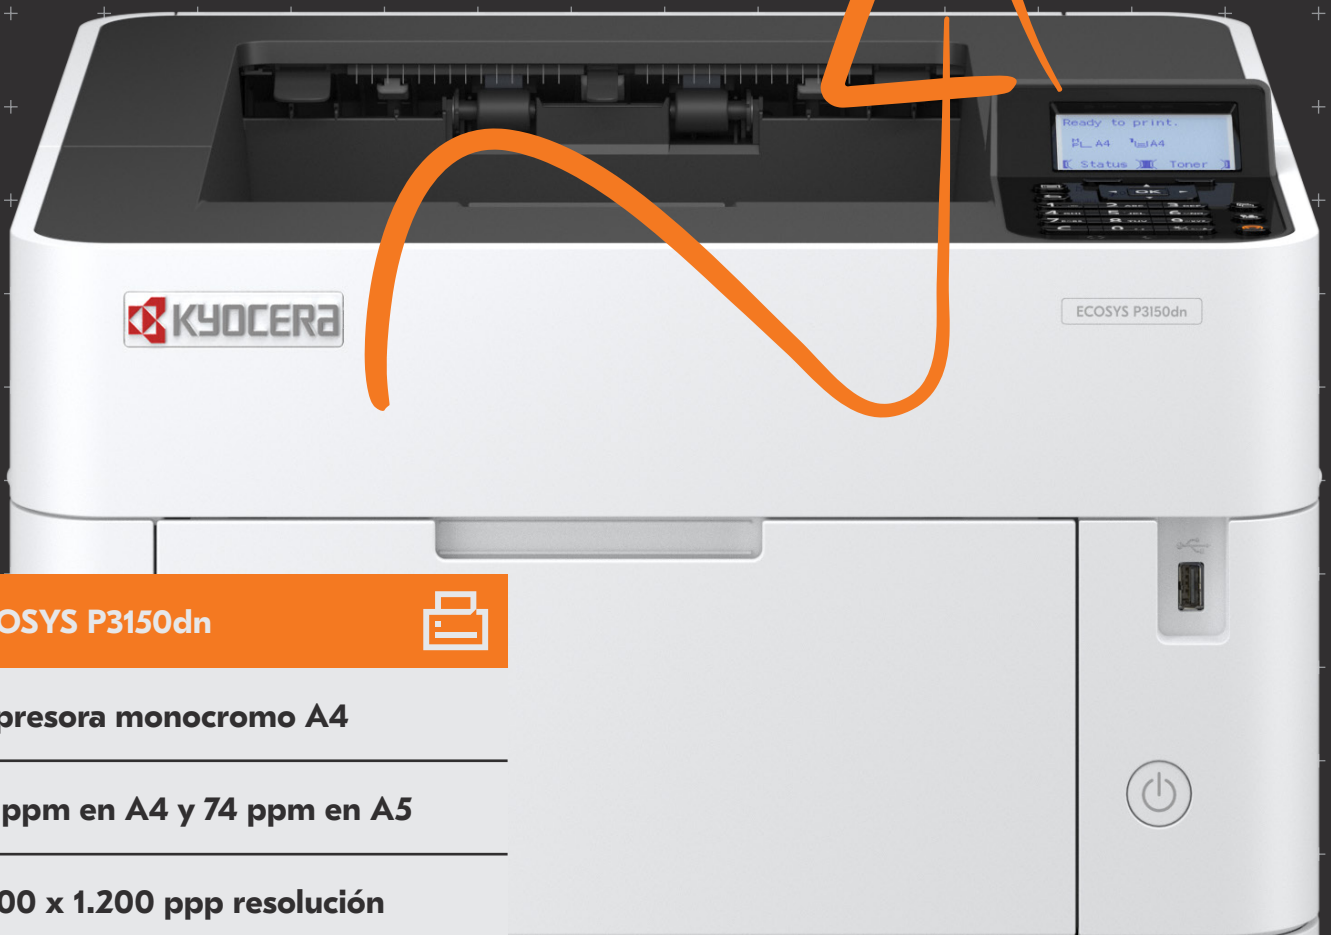 Ready to print.
A4 A4
Status Toner
OK
KYOCERA
ECOSYS P3150dn
OSYS P3150dn
presora monocromo A4
ppm en A4 y 74 ppm en A5
00 x 1.200 ppp resolución